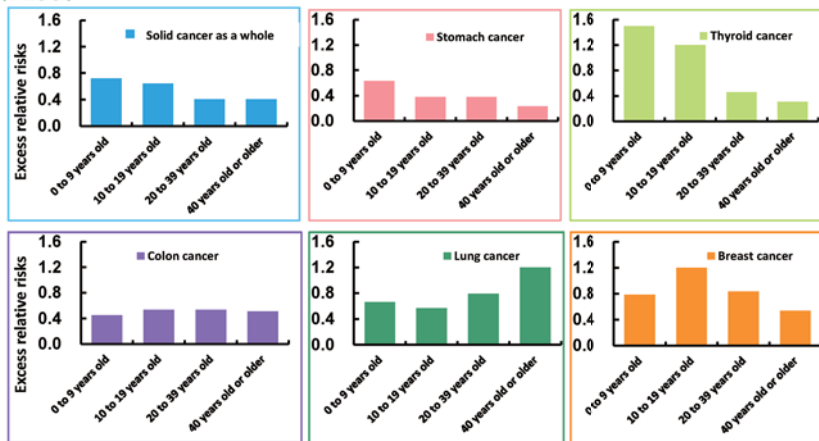 Solid cancer as a whole
Excess relative risks
1.6
1.2
0.8
0.4
0.0
0 to 9 years old
10 to 19 years old
20 to 39 years old
40 years old or older
Stomach cancer
1.6
1.2
0.8
0.4
0.0
0 to 9 years old
10 to 19 years old
20 to 39 years old
40 years old or older
Thyroid cancer
1.6
1.2
0.8
0.4
0.0
0 to 9 years old
10 to 19 years old
20 to 39 years old
40 years old or older
Colon cancer
Excess relative risks
1.6
1.2
0.8
0.4
0.0
0 to 9 years old
10 to 19 years old
20 to 39 years old
40 years old or older
Lung cancer
1.6
1.2
0.8
0.4
0.0
0 to 9 years old
10 to 19 years old
20 to 39 years old
40 years old or older
Breast cancer
1.6
1.2
0.8
0.4
0.0
0 to 9 years old
10 to 19 years old
20 to 39 years old
40 years old or older